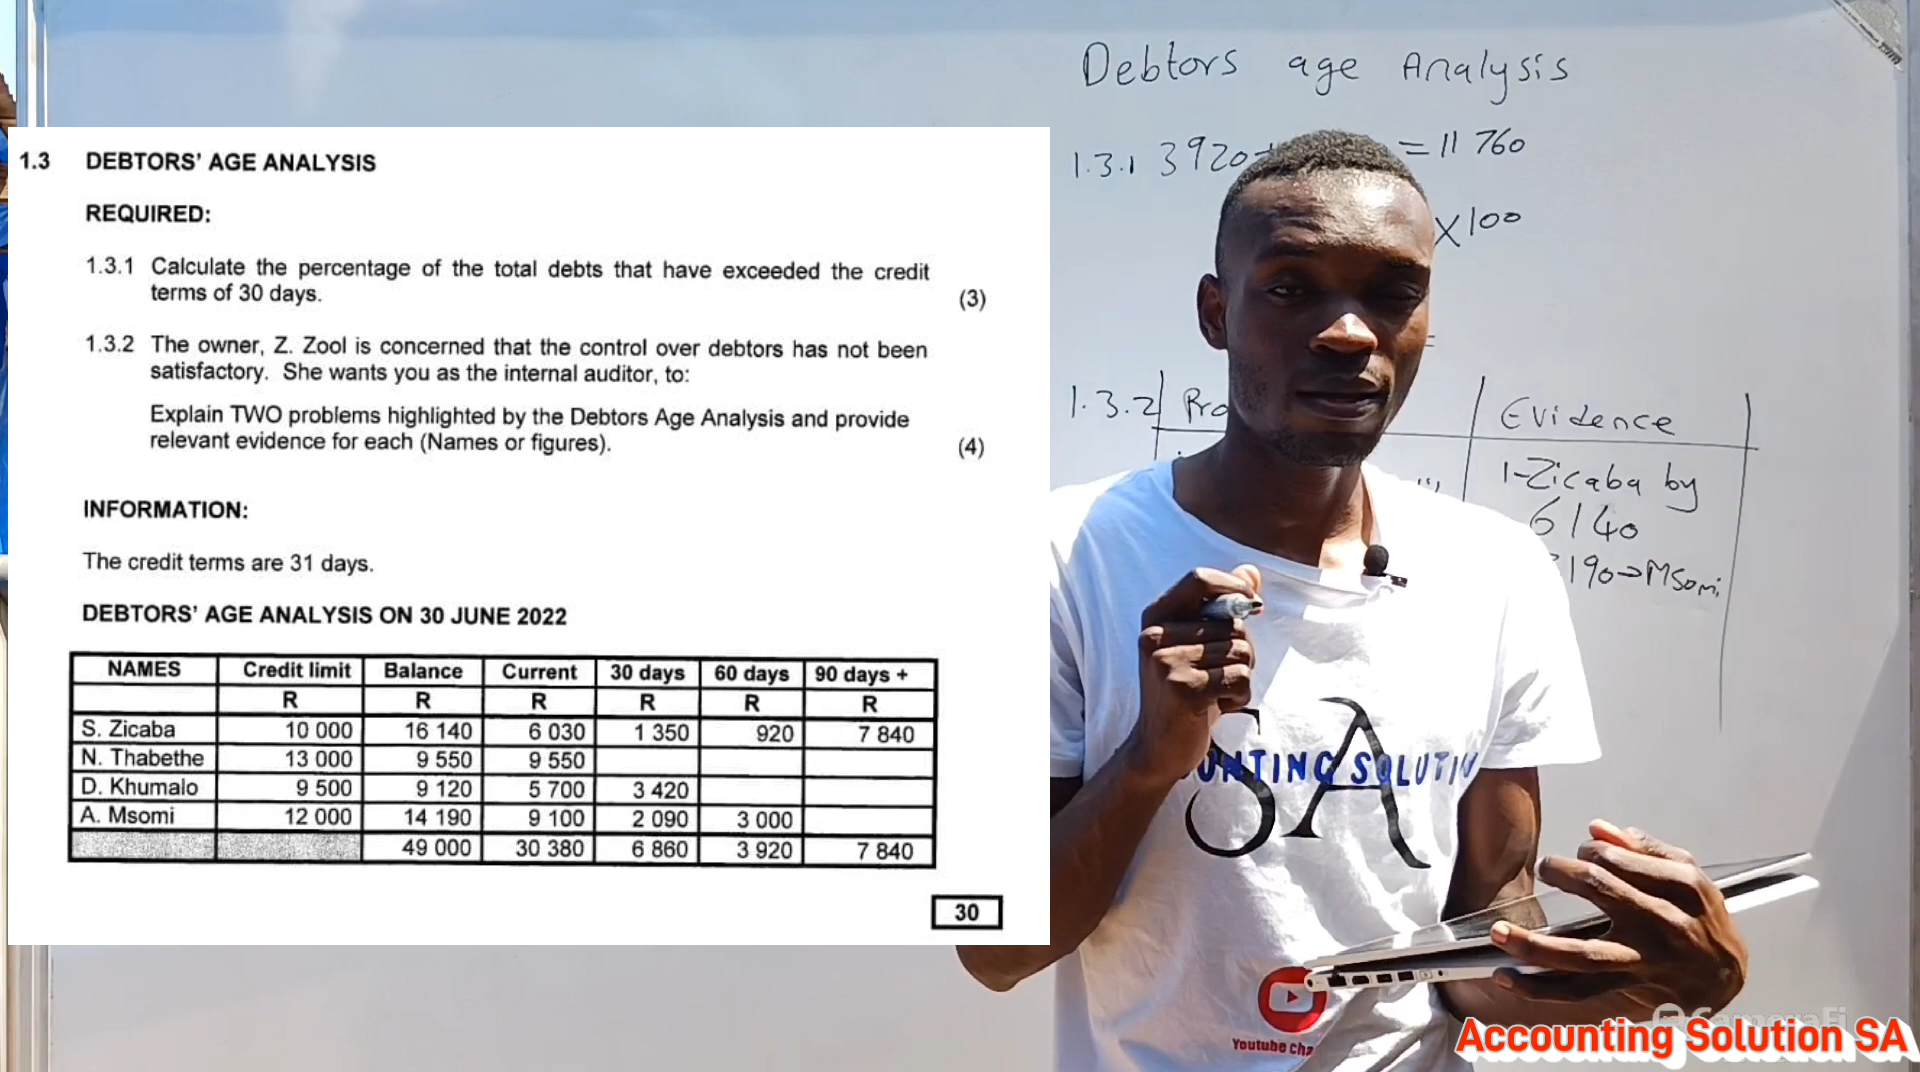 1.3 DEBTORS' AGE ANALYSIS
REQUIRED:
1.3.1 Calculate the percentage of the total debts that have exceeded the credit
terms of 30 days.
(3)
1.3.2 The owner, Z. Zool is concerned that the control over debtors has not been
satisfactory. She wants you as the internal auditor, to:
Explain TWO problems highlighted by the Debtors Age Analysis and provide
relevant evidence for each (Names or figures).
(4)
INFORMATION:
The credit terms are 31 days.
DEBTORS' AGE ANALYSIS ON 30 JUNE 2022
NAMES Credit limit Balance Current 30 days 60 days 90 days +
R R R R R R
S. Zicaba 10 000 16 140 6 030 1 350 920 7 840
N. Thabethe 13 000 9 550 9 550
D. Khumalo 9 500 9 120 5 700 3 420
A. Msomi 12 000 14 190 9 100 2 090 3 000
49 000 30 380 6 860 3 920 7 840
30
Debtors age Analysis
1.3.1 3920+ = 11 760
X 100
=
1.3.2 Pro Evidence
1-Zicaba by
6140
190→Msomi
SA
OUNTING SOLUTI
Youtube cha
Accounting Solution SA